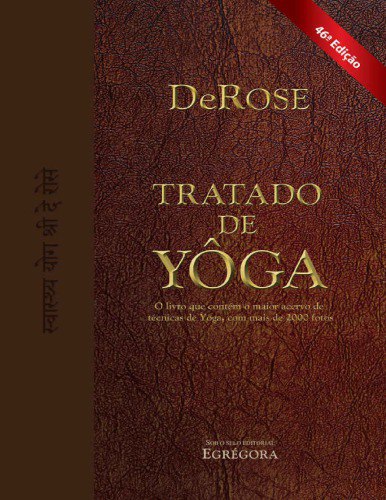 46ª Edição
DeRose
TRATADO
DE
YÔGA
O livro que contém o maior acervo de
técnicas de Yôga, com mais de 2000 fotos
SOB O SELO EDITORIAL
EGRÉGORA
स्वास्थ्य योग श्री दे रोसे